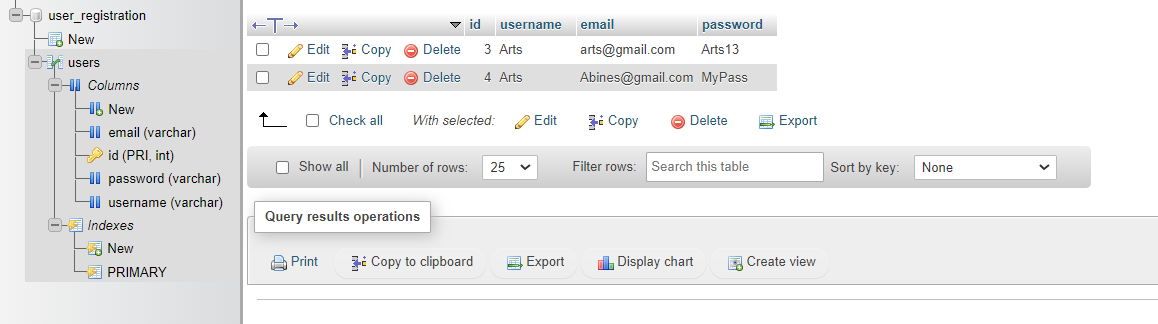 user_registration
New
users
Columns
New
email (varchar)
id (PRI, int)
password (varchar)
username (varchar)
Indexes
New
PRIMARY
id username email password
Edit Copy Delete 3 Arts arts@gmail.com Arts13
Edit Copy Delete 4 Arts Abines@gmail.com MyPass
Check all With selected: Edit Copy Delete Export
Show all Number of rows: 25 Filter rows: Search this table Sort by key: None
Query results operations
Print Copy to clipboard Export Display chart Create view